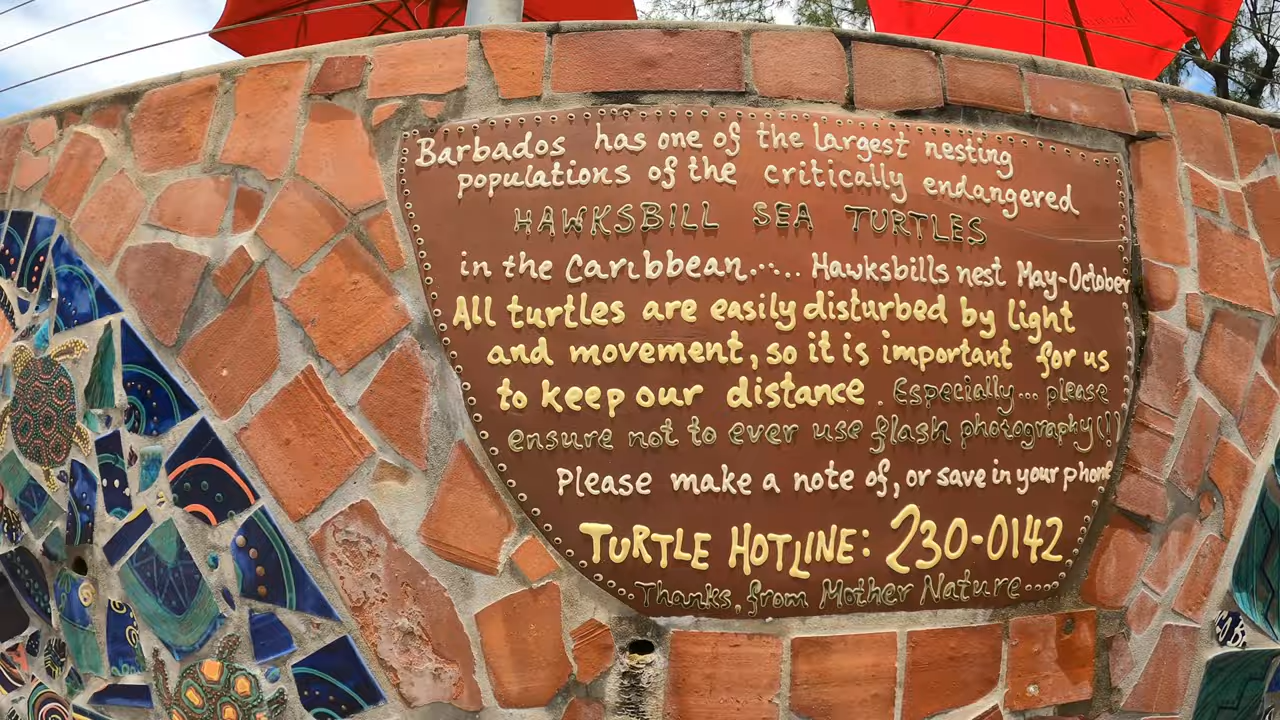 Barbados has one of the largest nesting
populations of the critically endangered
HAWKSBILL SEA TURTLES
in the Caribbean..... Hawksbills nest May-October
All turtles are easily disturbed by light
and movement, so it is important for us
to keep our distance. Especially... please
ensure not to ever use flash photography(!)
Please make a note of, or save in your phone
TURTLE HOTLINE: 230-0142
Thanks, from Mother Nature....